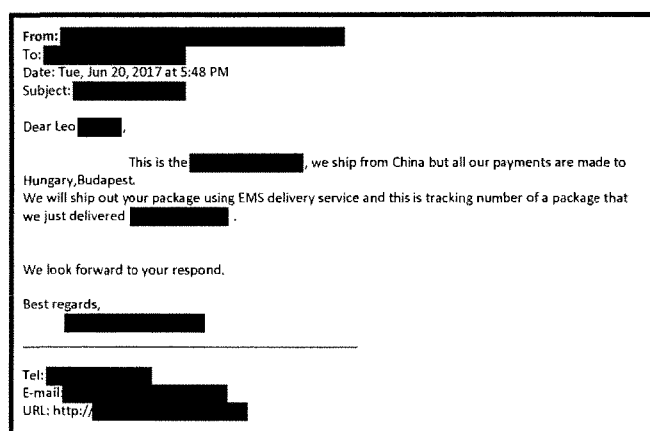 From:
To:
Date: Tue, Jun 20, 2017 at 5:48 PM
Subject:
Dear Leo ,
This is the , we ship from China but all our payments are made to
Hungary,Budapest.
We will ship out your package using EMS delivery service and this is tracking number of a package that
we just delivered .
We look forward to your respond.
Best regards,
Tel:
E-mail:
URL: http://